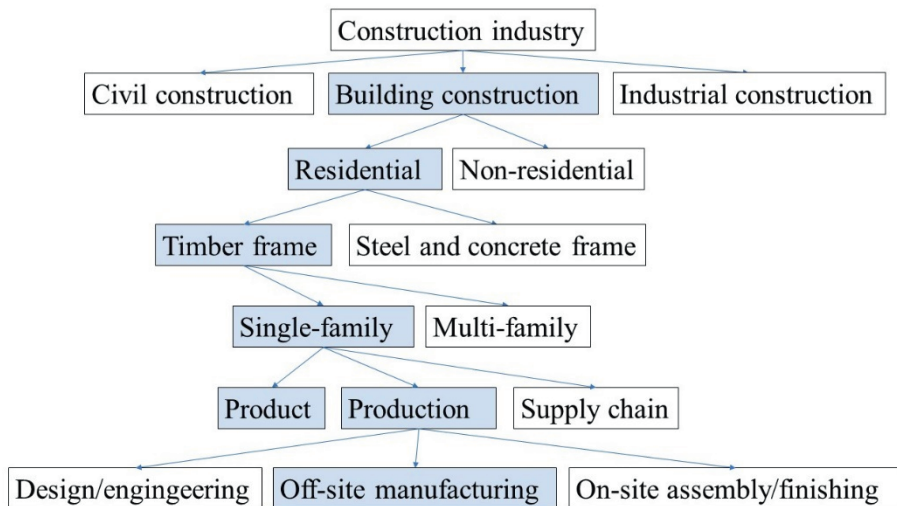 Construction industry
Civil construction
Building construction
Industrial construction
Residential
Non-residential
Timber frame
Steel and concrete frame
Single-family
Multi-family
Product
Production
Supply chain
Design/engingeering
Off-site manufacturing
On-site assembly/finishing